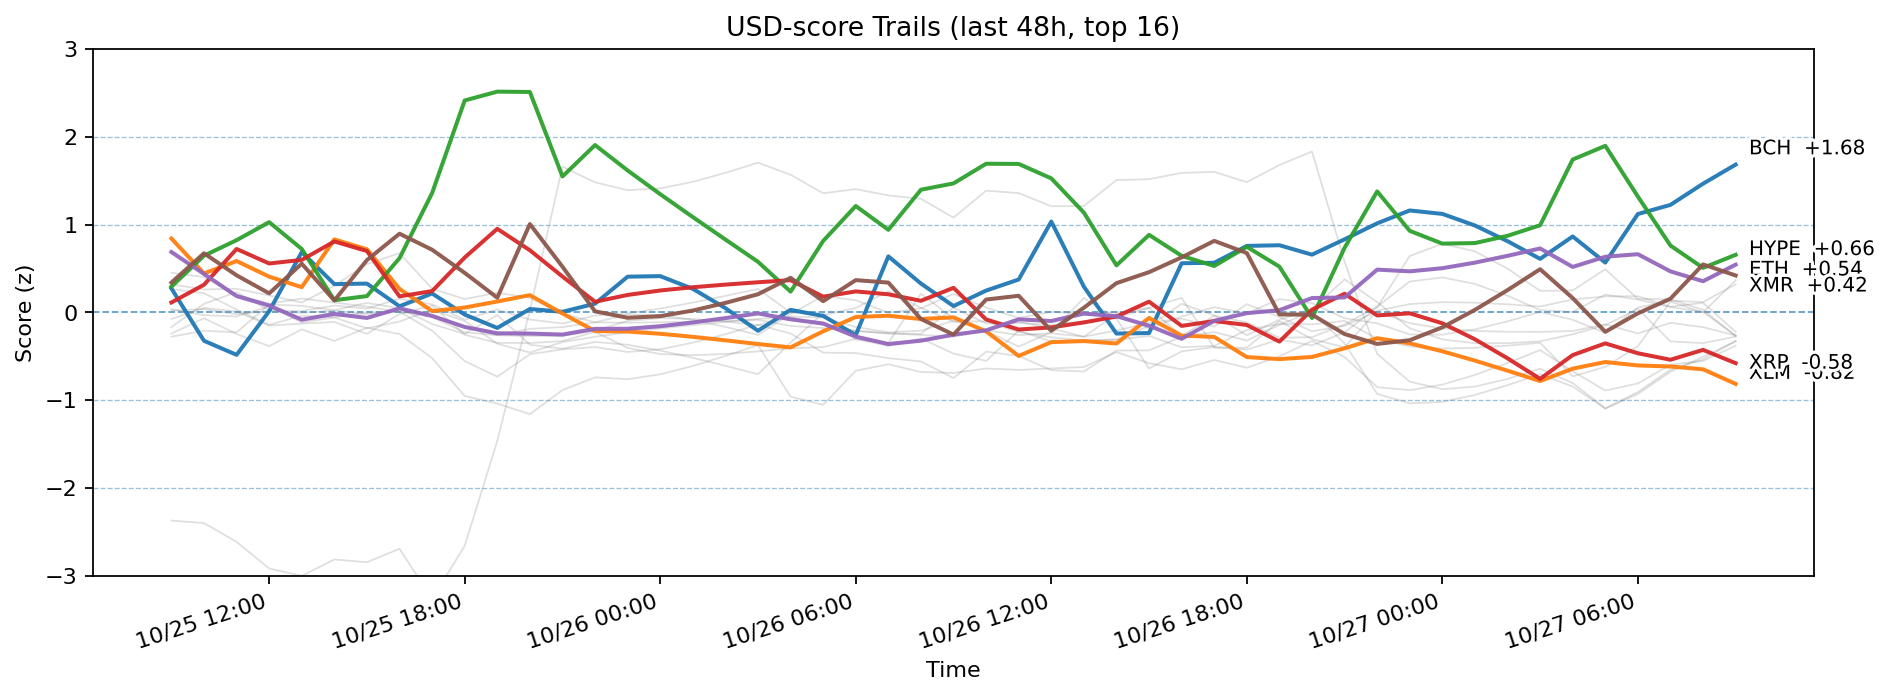 USD-score Trails (last 48h, top 16)
Score (z)
3
2
1
0
−1
−2
−3
BCH +1.68
HYPE +0.66
ETH +0.54
XMR +0.42
XRP -0.58
XLM -0.82
10/25 12:00
10/25 18:00
10/26 00:00
10/26 06:00
10/26 12:00
10/26 18:00
10/27 00:00
10/27 06:00
Time